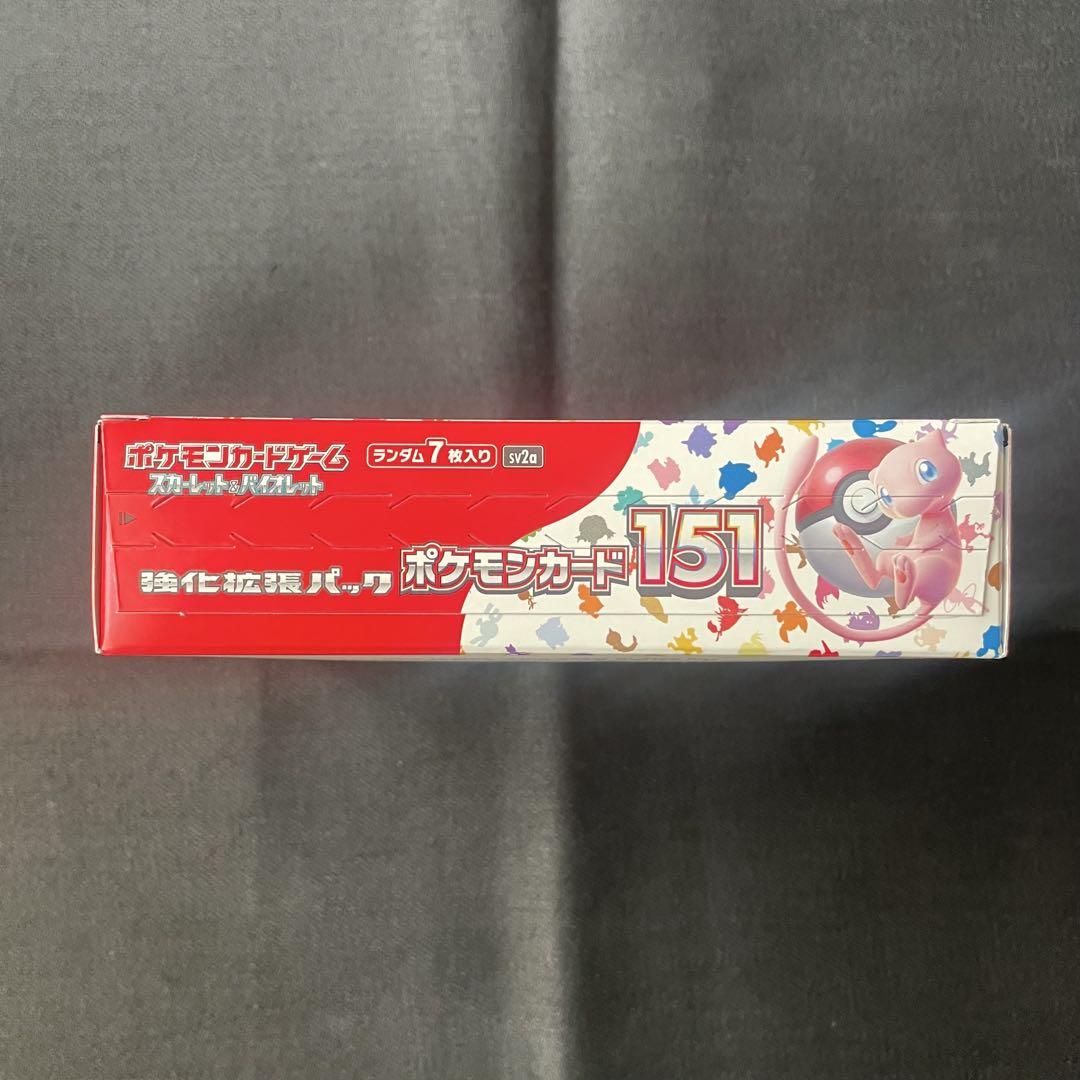 ポケモンカードゲーム
スカーレット&バイオレット
ランダム7枚入り
sv2a
強化拡張パック
ポケモンカード151